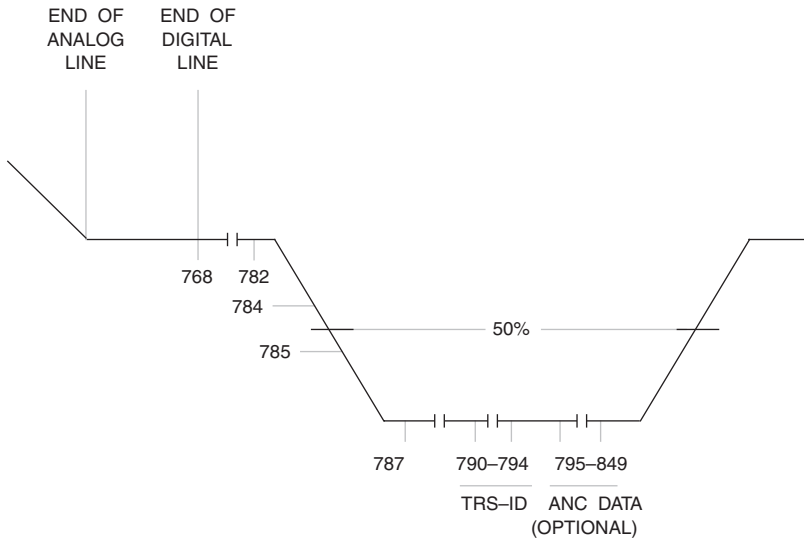 END OF
ANALOG
LINE
END OF
DIGITAL
LINE
768
782
784
50%
785
787
790–794
795–849
TRS–ID
ANC DATA
(OPTIONAL)